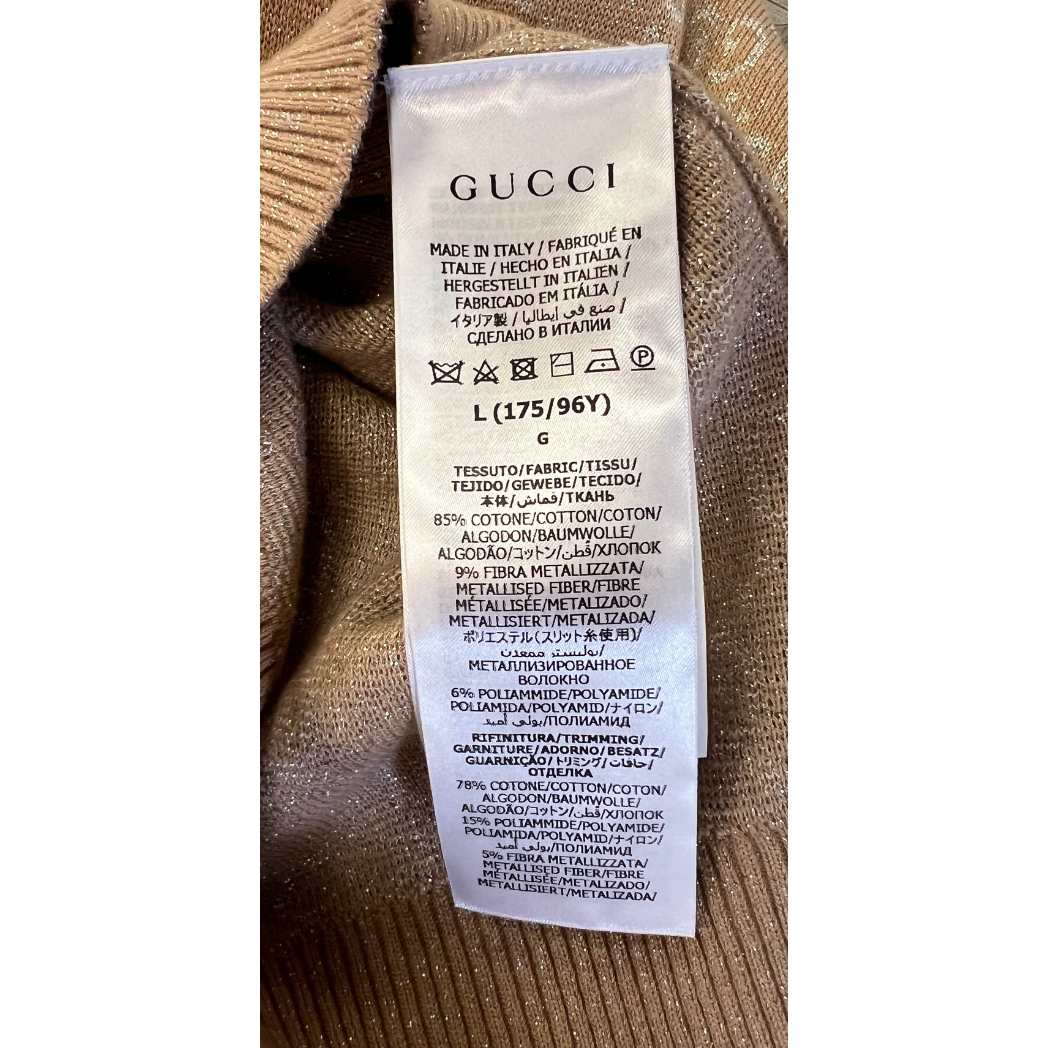 GUCCI
MADE IN ITALY / FABRIQUÉ EN
ITALIE / HECHO EN ITALIA /
HERGESTELLT IN ITALIEN /
FABRICADO EM ITÁLIA /
イタリア製 / صنع في إيطاليا /
СДЕЛАНО В ИТАЛИИ
P
L (175/96Y)
G
TESSUTO/FABRIC/TISSU/
TEJIDO/GEWEBE/TECIDO/
本体/قماش/ТКАНЬ
85% COTONE/COTTON/COTON/
ALGODON/BAUMWOLLE/
ALGODÃO/コットン/قطن/ХЛОПОК
9% FIBRA METALLIZZATA/
METALLISED FIBER/FIBRE
MÉTALLISÉE/METALIZADO/
METALLISIERT/METALIZADA/
ポリエステル(スリット糸使用)/
بوليستر ممعدن/
МЕТАЛЛИЗИРОВАННОЕ
ВОЛОКНО
6% POLIAMMIDE/POLYAMIDE/
POLIAMIDA/POLYAMID/ナイロン/
بولي أميد/ПОЛИАМИД
RIFINITURA/TRIMMING/
GARNITURE/ADORNO/BESATZ/
GUARNIÇÃO/トリミング/حافات/
ОТДЕЛКА
78% COTONE/COTTON/COTON/
ALGODON/BAUMWOLLE/
ALGODÃO/コットン/قطن/ХЛОПОК
15% POLIAMMIDE/POLYAMIDE/
POLIAMIDA/POLYAMID/ナイロン/
بولي أميد/ПОЛИАМИД
5% FIBRA METALLIZZATA/
METALLISED FIBER/FIBRE
MÉTALLISÉE/METALIZADO/
METALLISIERT/METALIZADA/